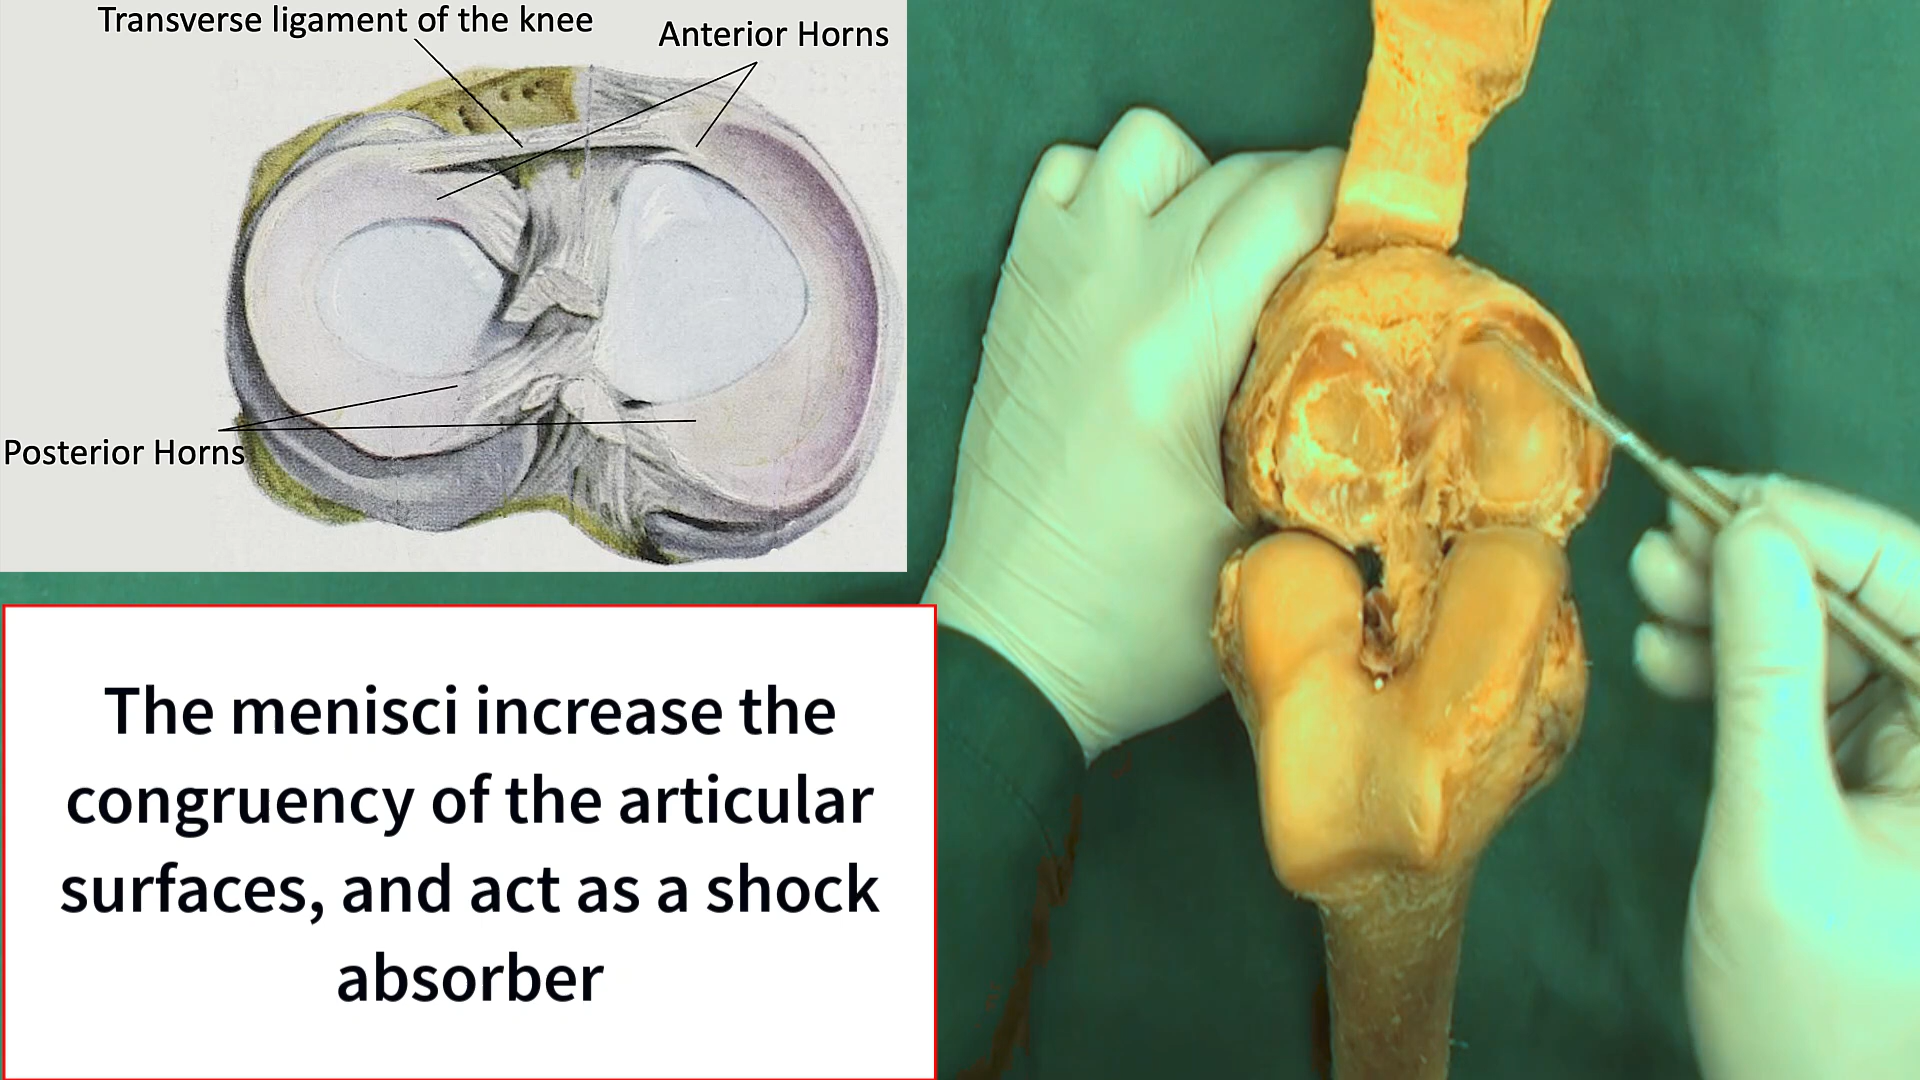 Transverse ligament of the knee
Anterior Horns
Posterior Horns
The menisci increase the
congruency of the articular
surfaces, and act as a shock
absorber